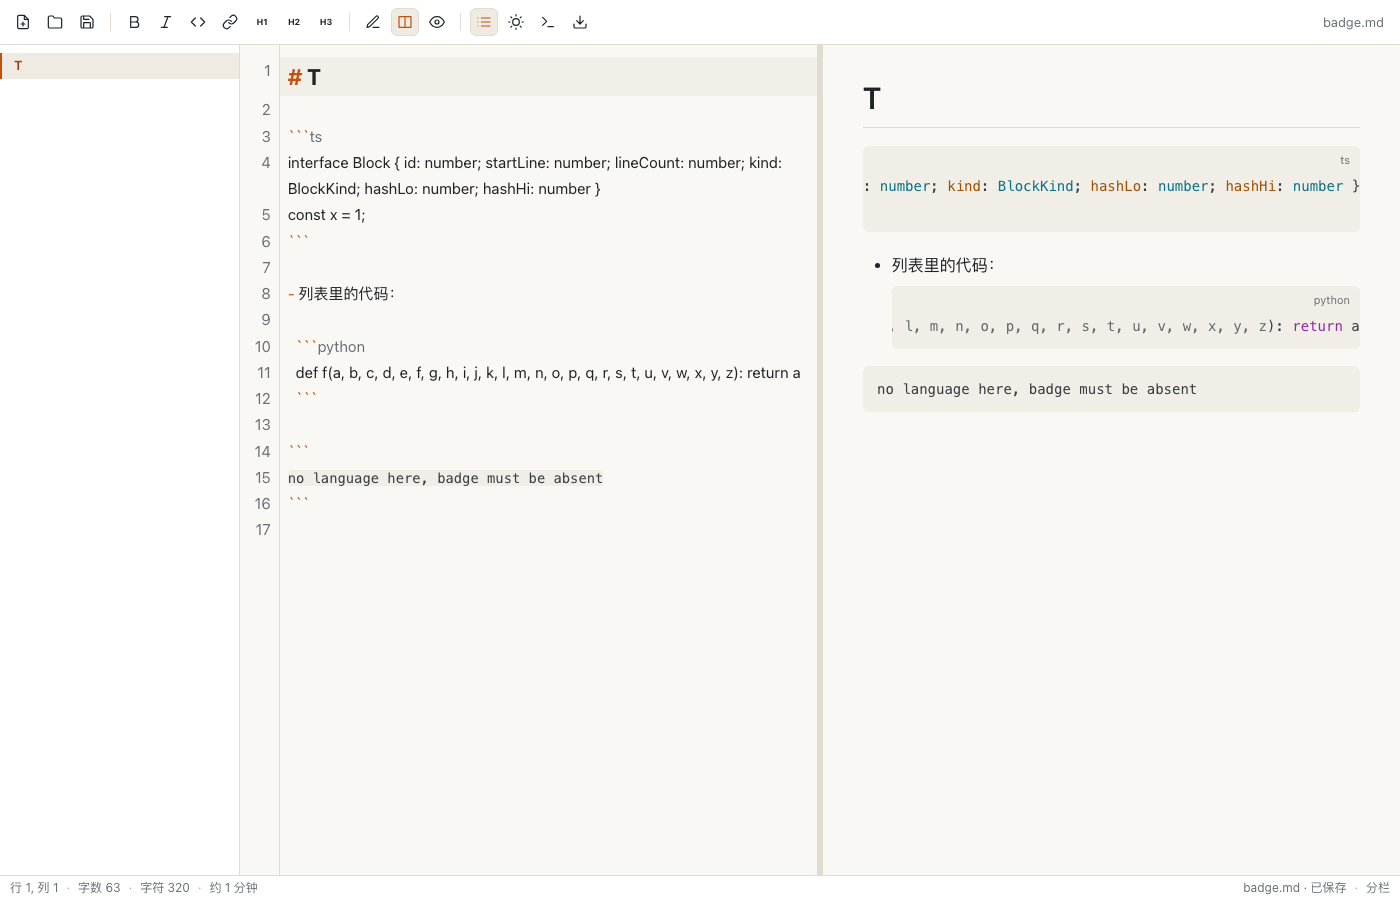 H1 H2 H3 badge.md
T
1 # T
2
3 ```ts
4 interface Block { id: number; startLine: number; lineCount: number; kind:
BlockKind; hashLo: number; hashHi: number }
5 const x = 1;
6 ```
7
8 - 列表里的代码：
9
10 ```python
11 def f(a, b, c, d, e, f, g, h, i, j, k, l, m, n, o, p, q, r, s, t, u, v, w, x, y, z): return a
12 ```
13
14 ```
15 no language here, badge must be absent
16 ```
17
T
ts
: number; kind: BlockKind; hashLo: number; hashHi: number }
• 列表里的代码：
python
, l, m, n, o, p, q, r, s, t, u, v, w, x, y, z): return a
no language here, badge must be absent
行 1, 列 1 · 字数 63 · 字符 320 · 约 1 分钟
badge.md · 已保存 · 分栏